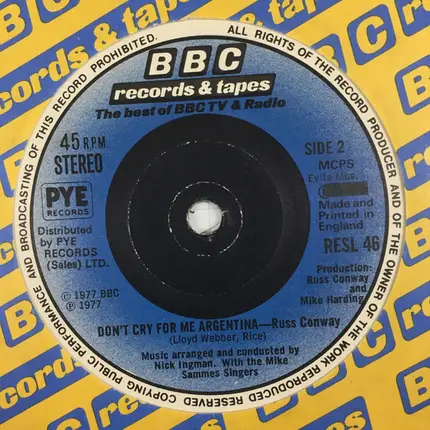 ALL RIGHTS OF THE RECORD PRODUCER AND OF THE OWNER OF THE WORK REPRODUCED RESERVED COPYING PUBLIC PERFORMANCE AND BROADCASTING OF THIS RECORD PROHIBITED.
BBC
records & tapes
The best of BBC TV & Radio
45 RPM
STEREO
PYE
RECORDS
Distributed
by PYE
RECORDS
(Sales) LTD.
© 1977 BBC
℗ 1977
SIDE 2
MCPS
Evita Mus.
Made and
Printed in
England
RESL 46
Production:
Russ Conway
and
Mike Harding
DON'T CRY FOR ME ARGENTINA—Russ Conway
(Lloyd Webber, Rice)
Music arranged and conducted by
Nick Ingman. With the Mike
Sammes Singers
BBC
records & tapes